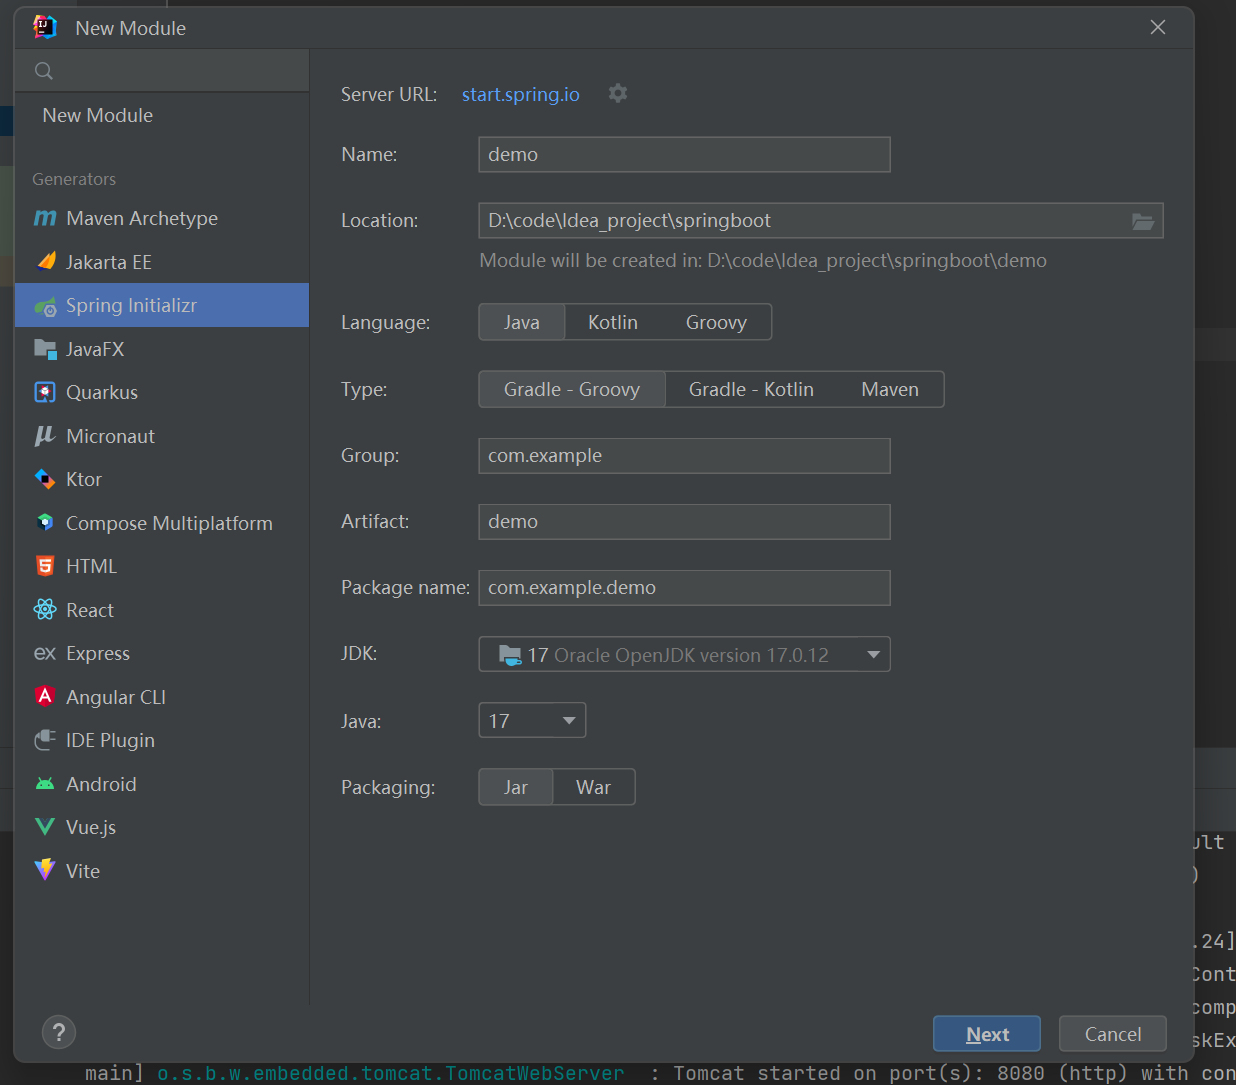 New Module
New Module
Generators
Maven Archetype
Jakarta EE
Spring Initializr
JavaFX
Quarkus
Micronaut
Ktor
Compose Multiplatform
HTML
React
Express
Angular CLI
IDE Plugin
Android
Vue.js
Vite
Server URL: start.spring.io
Name: demo
Location: D:\code\Idea_project\springboot
Module will be created in: D:\code\Idea_project\springboot\demo
Language: Java Kotlin Groovy
Type: Gradle - Groovy Gradle - Kotlin Maven
Group: com.example
Artifact: demo
Package name: com.example.demo
JDK: 17 Oracle OpenJDK version 17.0.12
Java: 17
Packaging: Jar War
? Next Cancel
ult
)
.24]
Cont
comp
skEx
main] o.s.b.w.embedded.tomcat.TomcatWebServer : Tomcat started on port(s): 8080 (http) with con